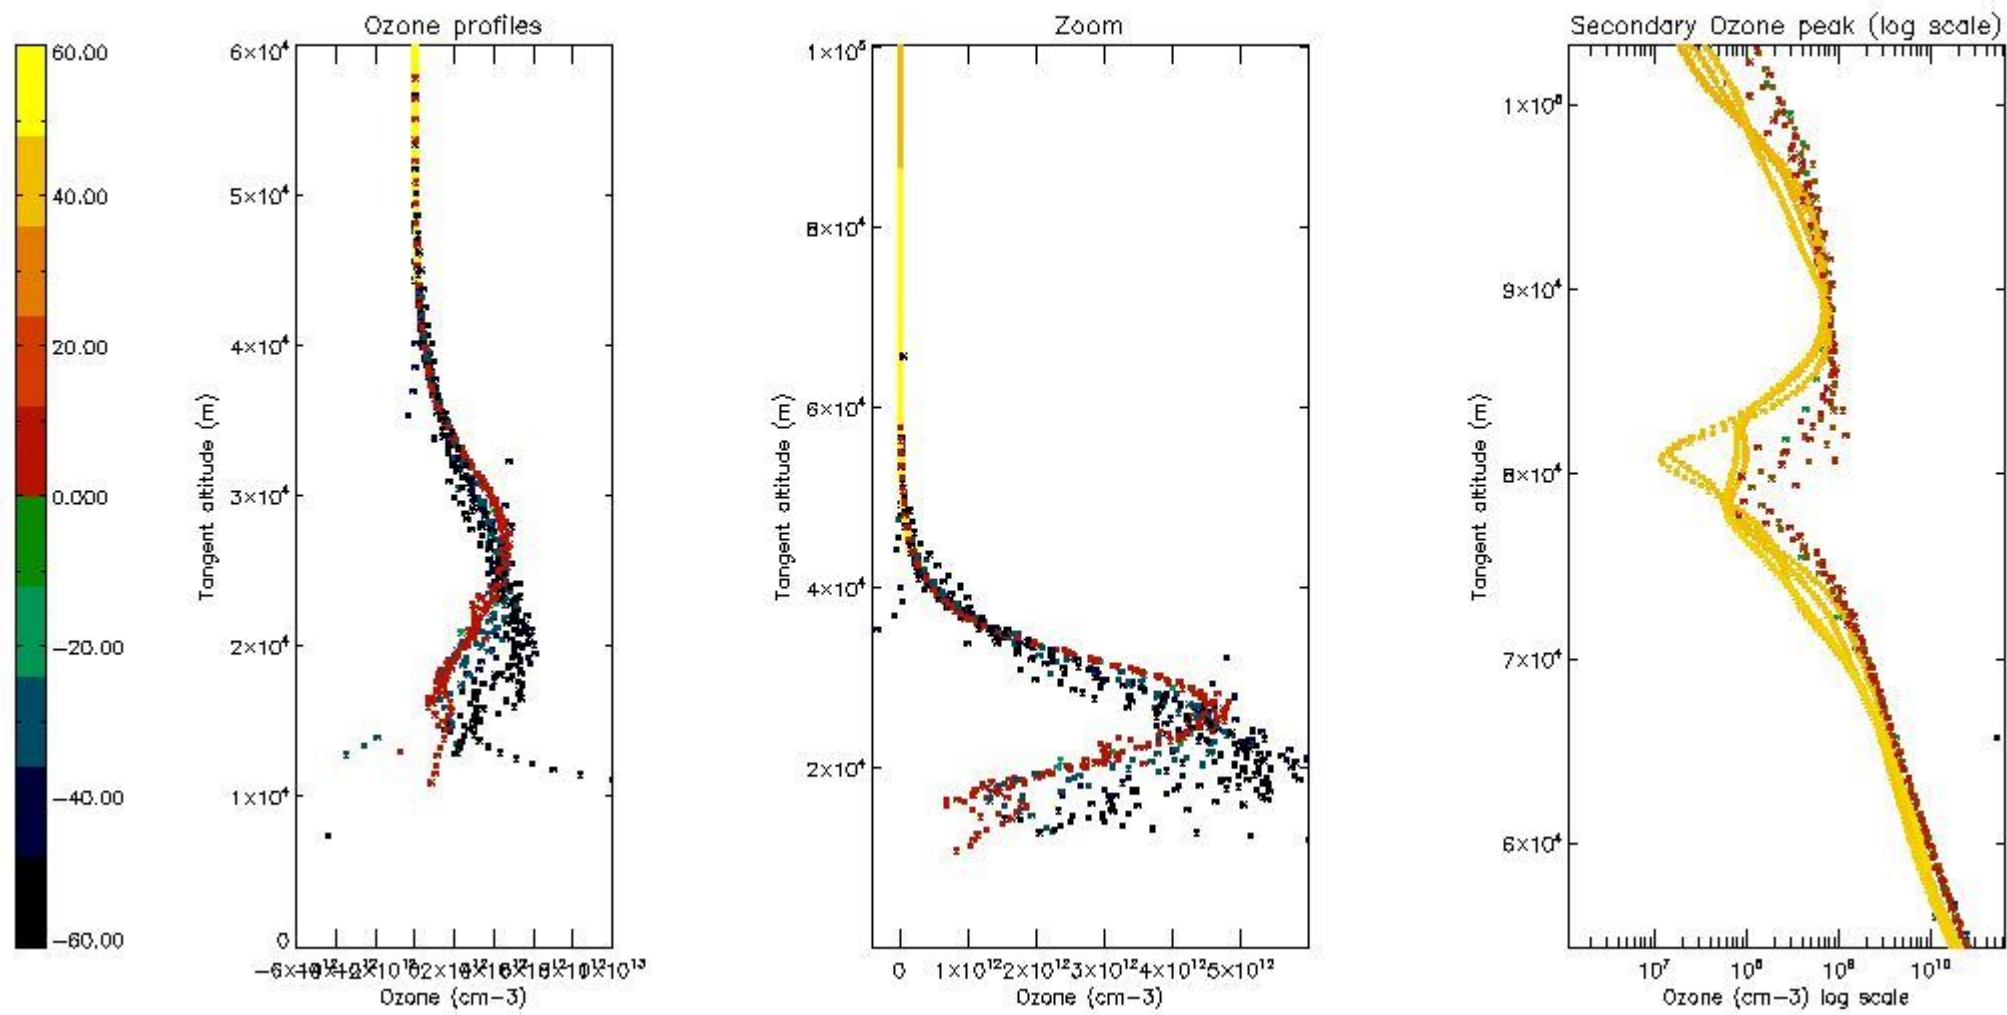 Ozone profiles
Zoom
Secondary Ozone peak (log scale)
60.00
40.00
20.00
0.000
-20.00
-40.00
-60.00
6×10⁴
5×10⁴
4×10⁴
3×10⁴
2×10⁴
1×10⁴
0
Tangent altitude (m)
Ozone (cm-3)
1×10⁵
8×10⁴
6×10⁴
4×10⁴
2×10⁴
Tangent altitude (m)
0 1×10¹² 2×10¹² 3×10¹² 4×10¹² 5×10¹²
Ozone (cm-3)
9×10⁴
8×10⁴
7×10⁴
6×10⁴
Tangent altitude (m)
10⁷ 10⁸ 10⁹ 10¹⁰
Ozone (cm-3) log scale